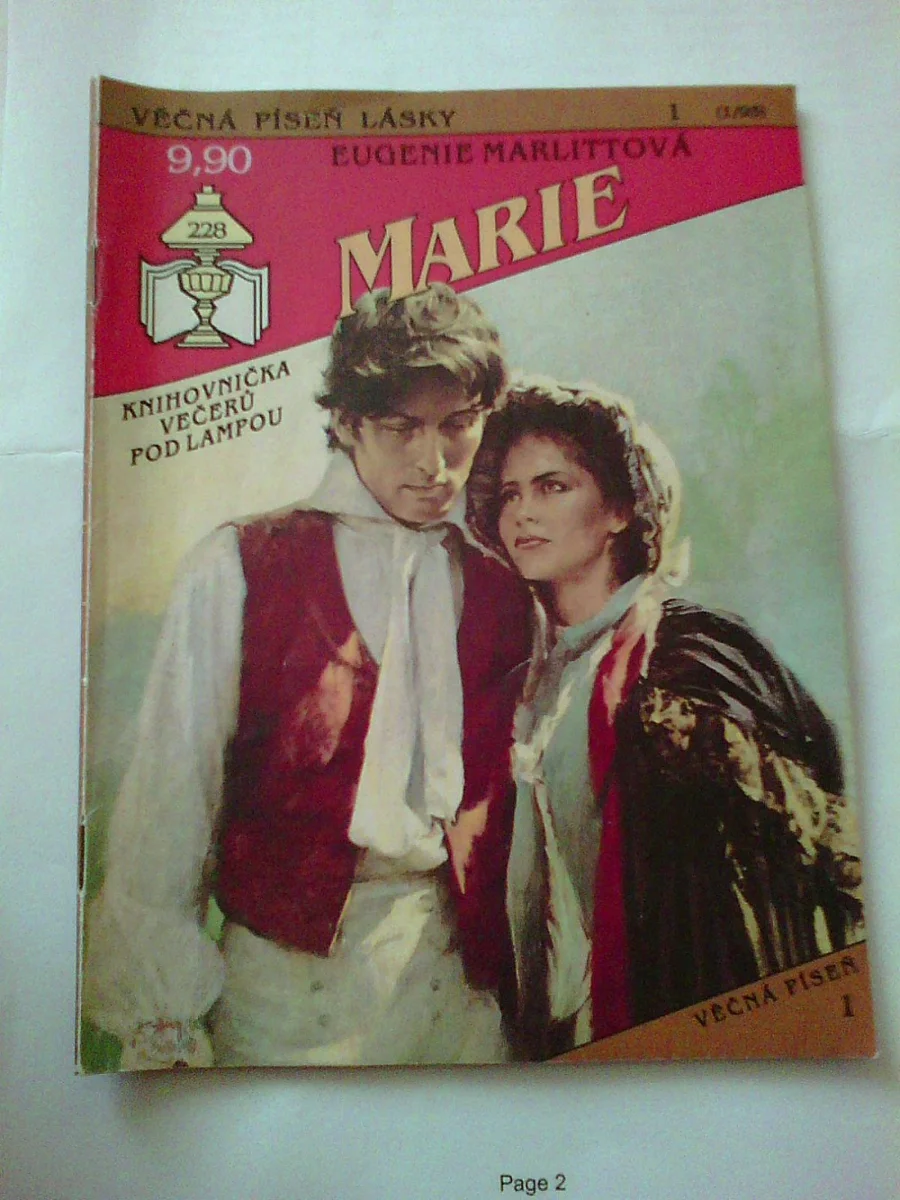 VĚČNÁ PÍSEŇ LÁSKY 1
9,90 EUGENIE MARLITTOVÁ
MARIE
228
KNIHOVNIČKA
VEČERŮ
POD LAMPOU
VĚČNÁ PÍSEŇ
1
Page 2